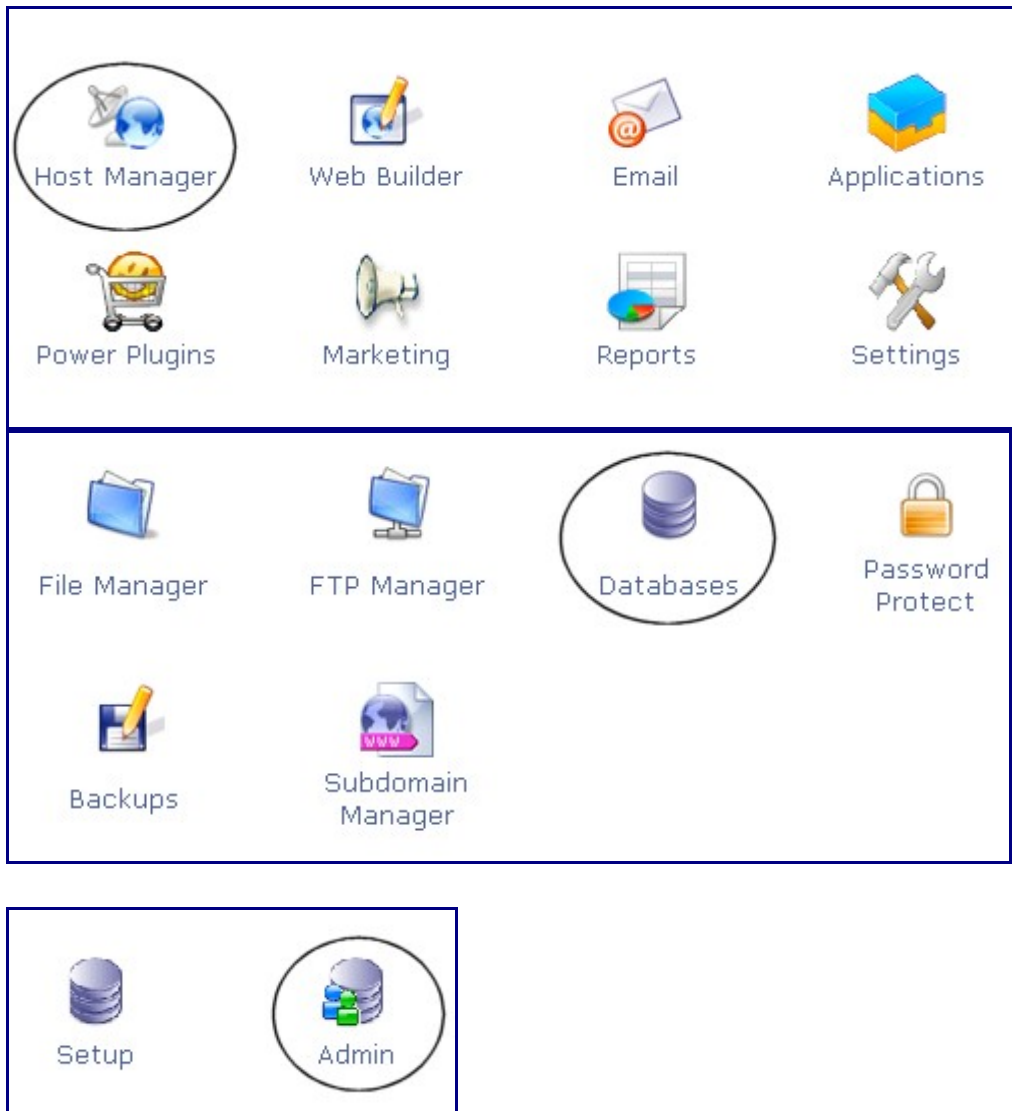 Host Manager
Web Builder
Email
Applications
Power Plugins
Marketing
Reports
Settings
File Manager
FTP Manager
Databases
Password
Protect
Backups
WWW
Subdomain
Manager
Setup
Admin